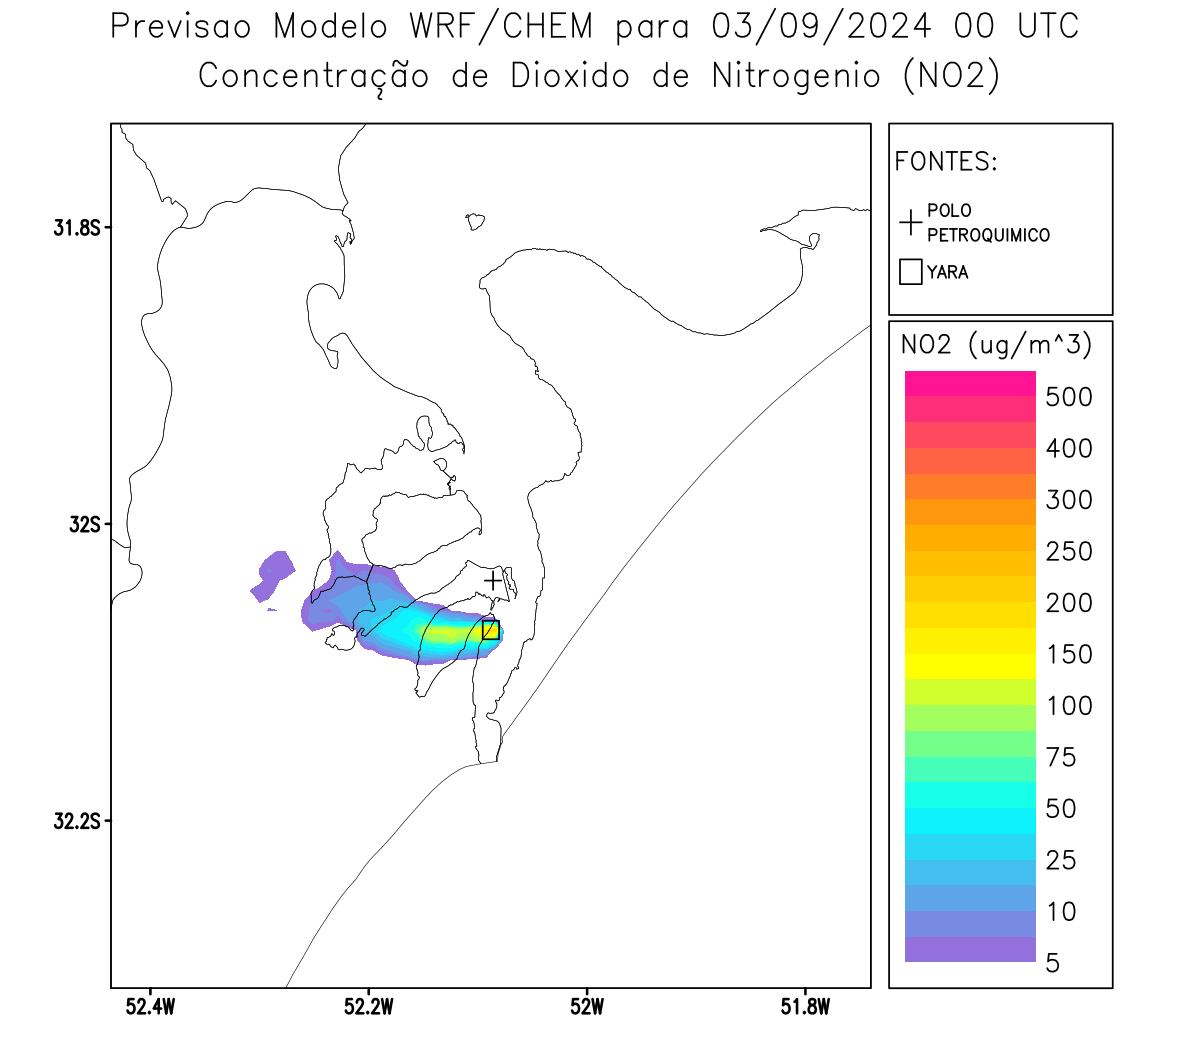 Previsao Modelo WRF/CHEM para 03/09/2024 00 UTC
Concentração de Dioxido de Nitrogenio (NO2)
FONTES:
POLO
PETROQUIMICO
YARA
NO2 (ug/m^3)
500
400
300
250
200
150
100
75
50
25
10
5
31.8S
32S
32.2S
52.4W
52.2W
52W
51.8W